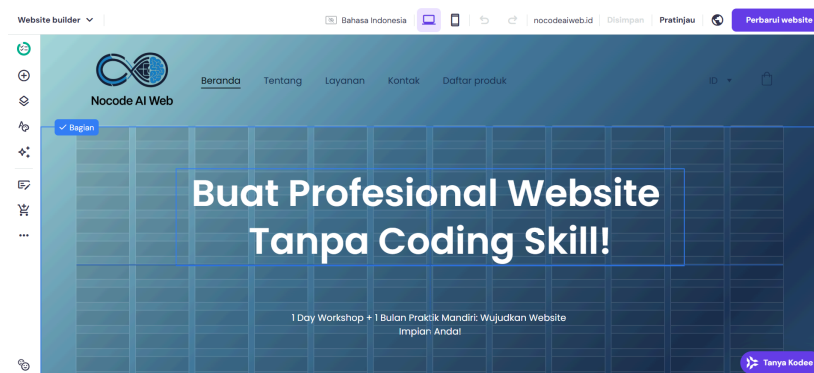 Website builder
Bahasa Indonesia
nocodeaiweb.id
Disimpan
Pratinjau
Perbarui website
Nocode AI Web
Beranda
Tentang
Layanan
Kontak
Daftar produk
ID
Bagian
Buat Profesional Website
Tanpa Coding Skill!
1 Day Workshop + 1 Bulan Praktik Mandiri: Wujudkan Website
Impian Anda!
Tanya Kodee